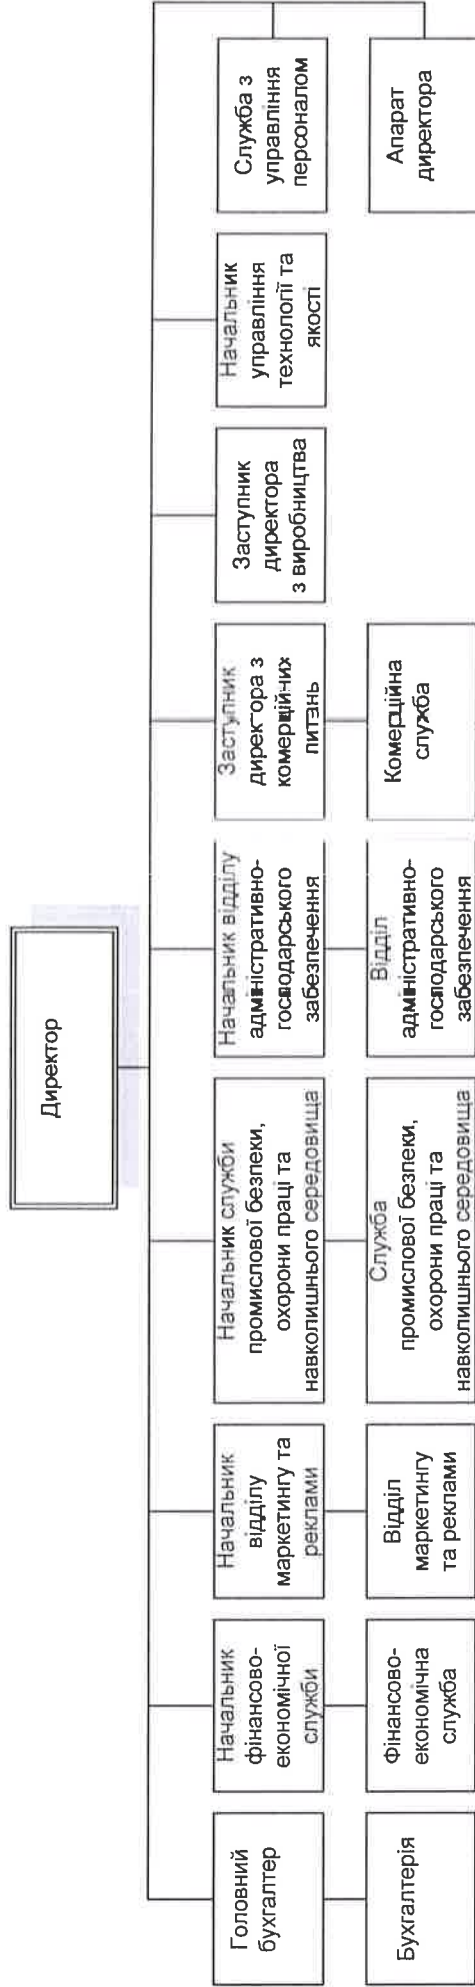 Директор
Головний
бухгалтер
Начальник
фінансово-
економічної
служби
Начальник
відділу
маркетингу та
реклами
Начальник служби
промислової безпеки,
охорони праці та
навколишнього середовища
Начальник відділу
адміністративно-
господарського
забезпечення
Заступник
директора з
комерційних
питань
Заступник
директора
з виробництва
Начальник
управління
технології та
якості
Служба з
управління
персоналом
Бухгалтерія
Фінансово-
економічна
служба
Відділ
маркетингу
та реклами
Служба
промислової безпеки,
охорони праці та
навколишнього середовища
Відділ
адміністративно-
господарського
забезпечення
Комерційна
служба
Апарат
директора